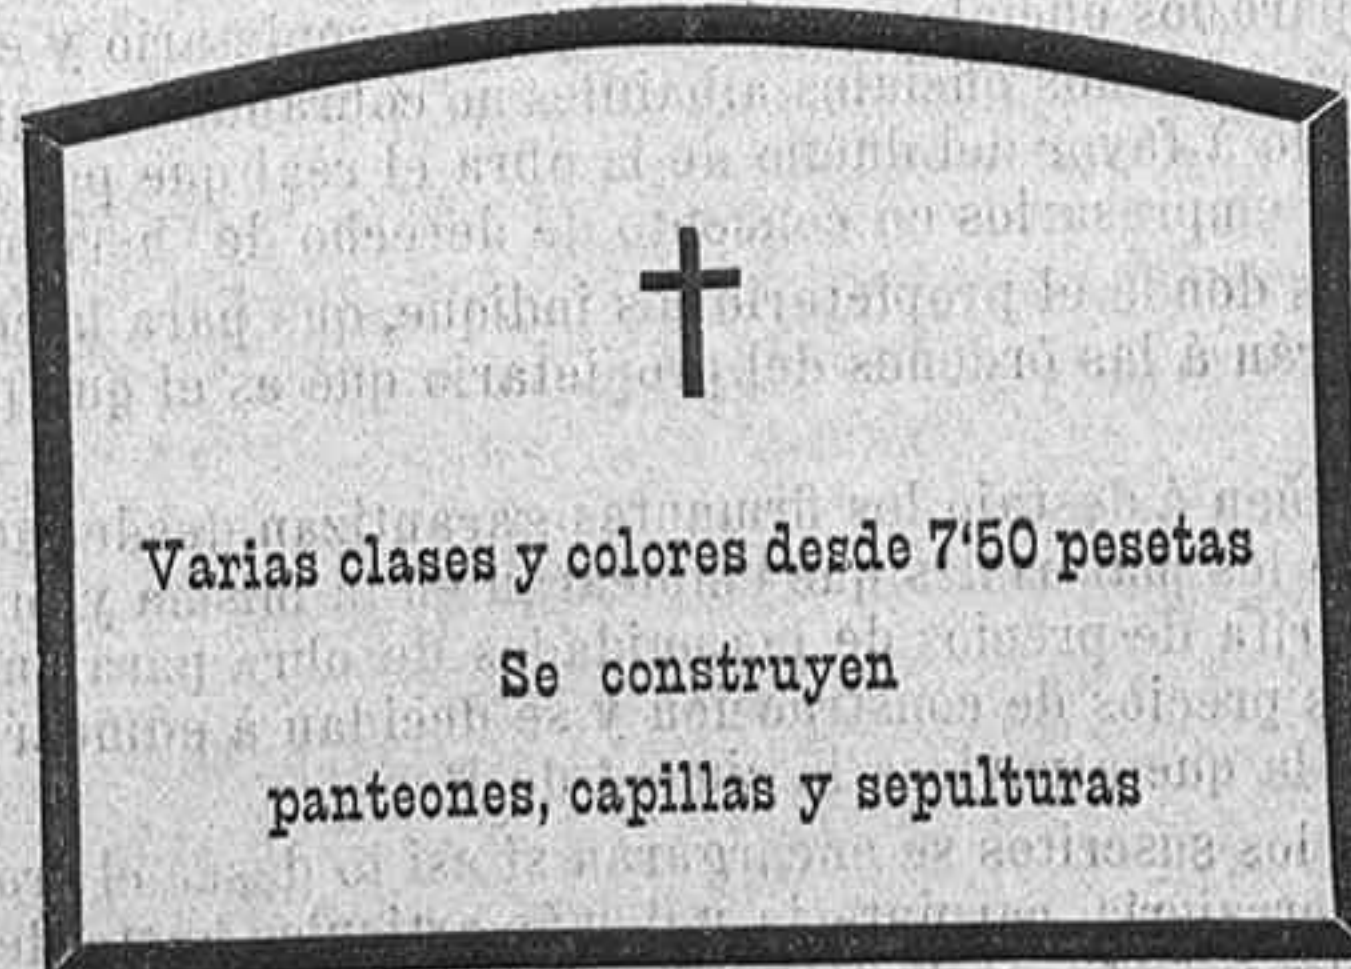 Varias clases y colores desde 7‘50 pesetas
Se construyen
panteones, capillas y sepulturas